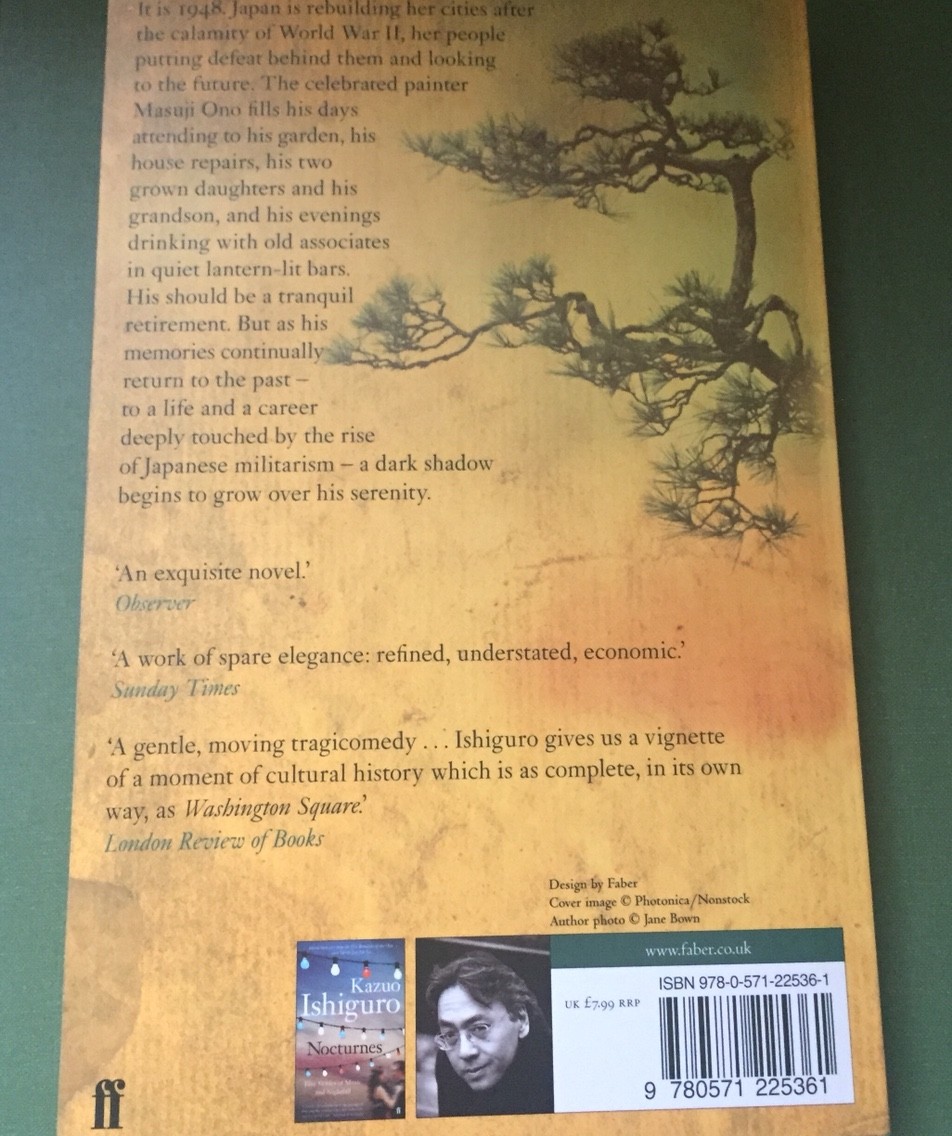 It is 1948. Japan is rebuilding her cities after
the calamity of World War II, her people
putting defeat behind them and looking
to the future. The celebrated painter
Masuji Ono fills his days
attending to his garden, his
house repairs, his two
grown daughters and his
grandson, and his evenings
drinking with old associates
in quiet lantern-lit bars.
His should be a tranquil
retirement. But as his
memories continually
return to the past –
to a life and a career
deeply touched by the rise
of Japanese militarism – a dark shadow
begins to grow over his serenity.
‘An exquisite novel.’
Observer
‘A work of spare elegance: refined, understated, economic.’
Sunday Times
‘A gentle, moving tragicomedy . . . Ishiguro gives us a vignette
of a moment of cultural history which is as complete, in its own
way, as Washington Square.’
London Review of Books
Design by Faber
Cover image © Photonica/Nonstock
Author photo © Jane Bown
Kazuo
Ishiguro
Nocturnes
www.faber.co.uk
UK £7.99 RRP
ISBN 978-0-571-22536-1
9 780571 225361
ff